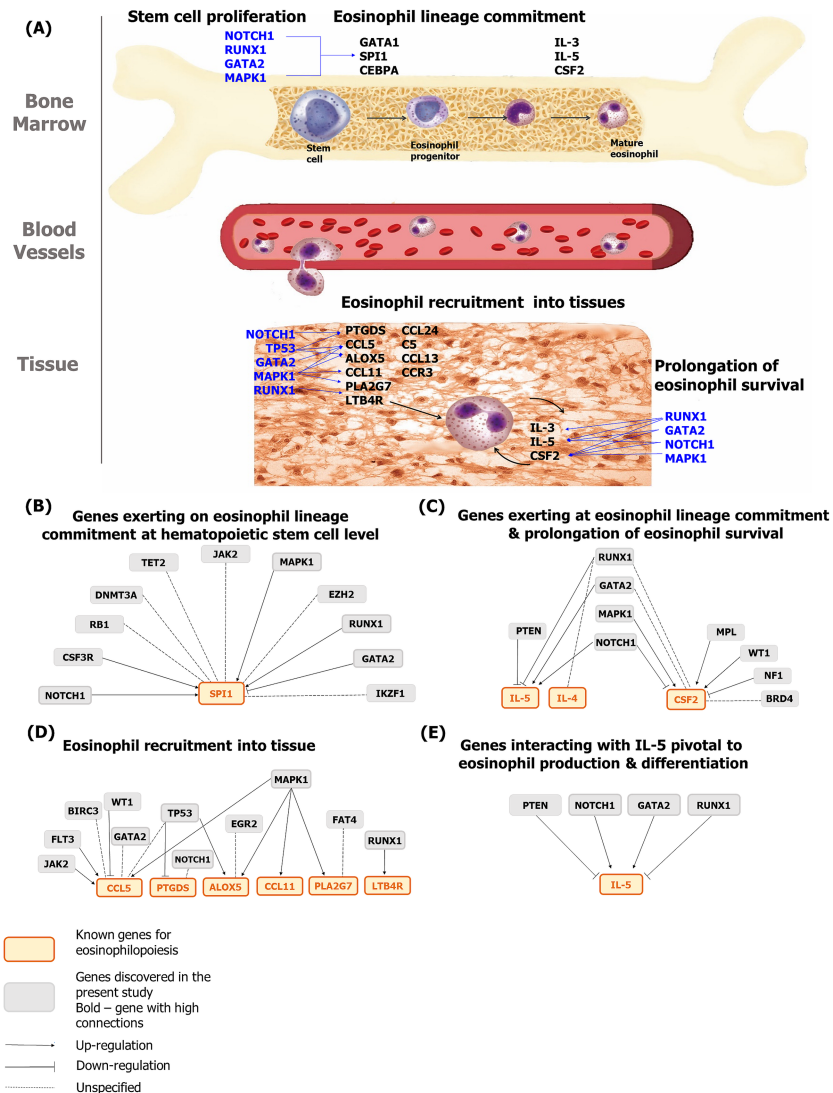 (A)
Stem cell proliferation
Eosinophil lineage commitment
NOTCH1
RUNX1
GATA2
MAPK1
GATA1
SPI1
CEBPA
IL-3
IL-5
CSF2
Bone
Marrow
Stem
cell
Eosinophil
progenitor
Mature
eosinophil
Blood
Vessels
Eosinophil recruitment into tissues
Tissue
NOTCH1
TP53
GATA2
MAPK1
RUNX1
PTGDS
CCL5
ALOX5
CCL11
PLA2G7
LTB4R
CCL24
C5
CCL13
CCR3
Prolongation of
eosinophil survival
IL-3
IL-5
CSF2
RUNX1
GATA2
NOTCH1
MAPK1
(B)
Genes exerting on eosinophil lineage
commitment at hematopoietic stem cell level
JAK2
TET2
MAPK1
DNMT3A
EZH2
RB1
RUNX1
CSF3R
GATA2
NOTCH1
SPI1
IKZF1
(C)
Genes exerting at eosinophil lineage commitment
& prolongation of eosinophil survival
RUNX1
GATA2
MAPK1
PTEN
NOTCH1
MPL
WT1
NF1
BRD4
IL-5
IL-4
CSF2
(D)
Eosinophil recruitment into tissue
MAPK1
WT1
BIRC3
TP53
EGR2
FAT4
FLT3
GATA2
RUNX1
JAK2
NOTCH1
CCL5
PTGDS
ALOX5
CCL11
PLA2G7
LTB4R
(E)
Genes interacting with IL-5 pivotal to
eosinophil production & differentiation
PTEN
NOTCH1
GATA2
RUNX1
IL-5
Known genes for
eosinophilopoiesis
Genes discovered in the
present study
Bold – gene with high
connections
Up-regulation
Down-regulation
Unspecified